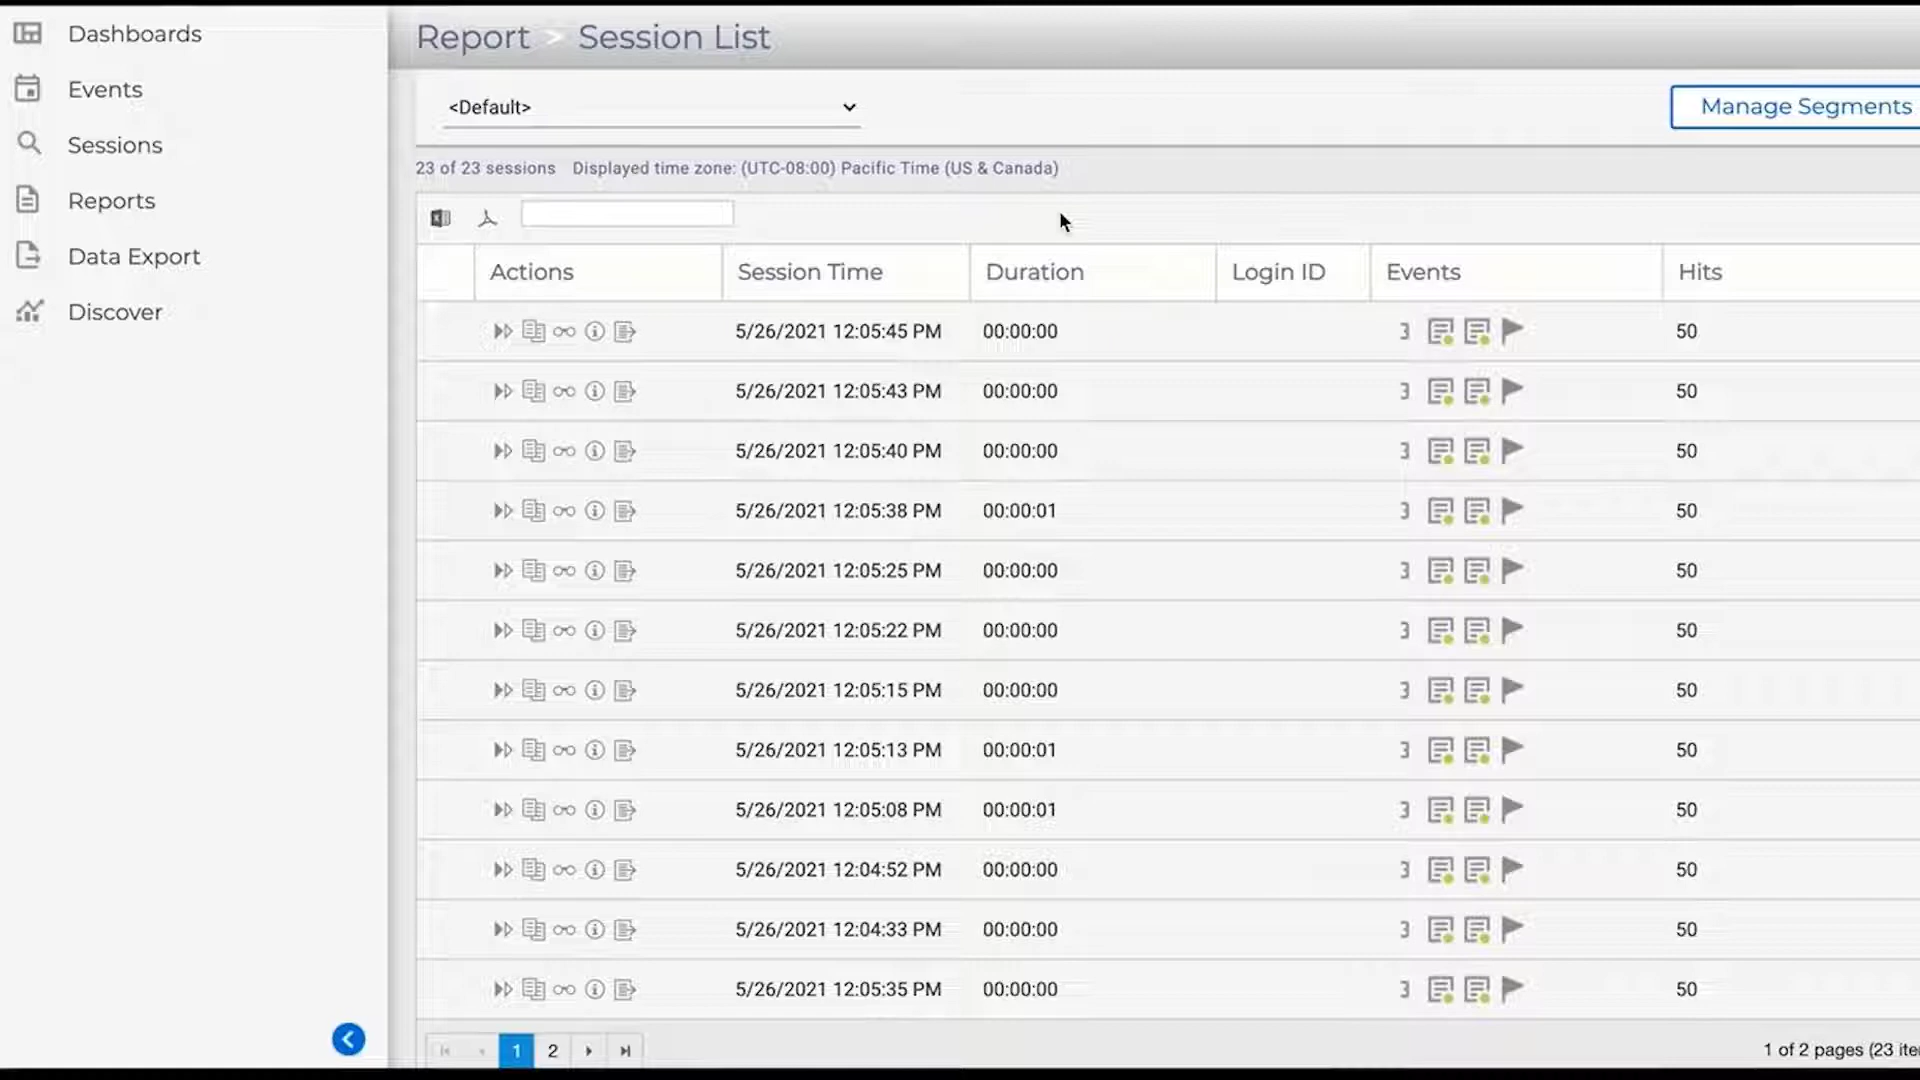 Dashboards
Events
Sessions
Reports
Data Export
Discover
Report > Session List
<Default>
Manage Segments
23 of 23 sessions Displayed time zone: (UTC-08:00) Pacific Time (US & Canada)
Actions Session Time Duration Login ID Events Hits
5/26/2021 12:05:45 PM 00:00:00 3 50
5/26/2021 12:05:43 PM 00:00:00 3 50
5/26/2021 12:05:40 PM 00:00:00 3 50
5/26/2021 12:05:38 PM 00:00:01 3 50
5/26/2021 12:05:25 PM 00:00:00 3 50
5/26/2021 12:05:22 PM 00:00:00 3 50
5/26/2021 12:05:15 PM 00:00:00 3 50
5/26/2021 12:05:13 PM 00:00:01 3 50
5/26/2021 12:05:08 PM 00:00:01 3 50
5/26/2021 12:04:52 PM 00:00:00 3 50
5/26/2021 12:04:33 PM 00:00:00 3 50
5/26/2021 12:05:35 PM 00:00:00 3 50
1 2
1 of 2 pages (23 ite